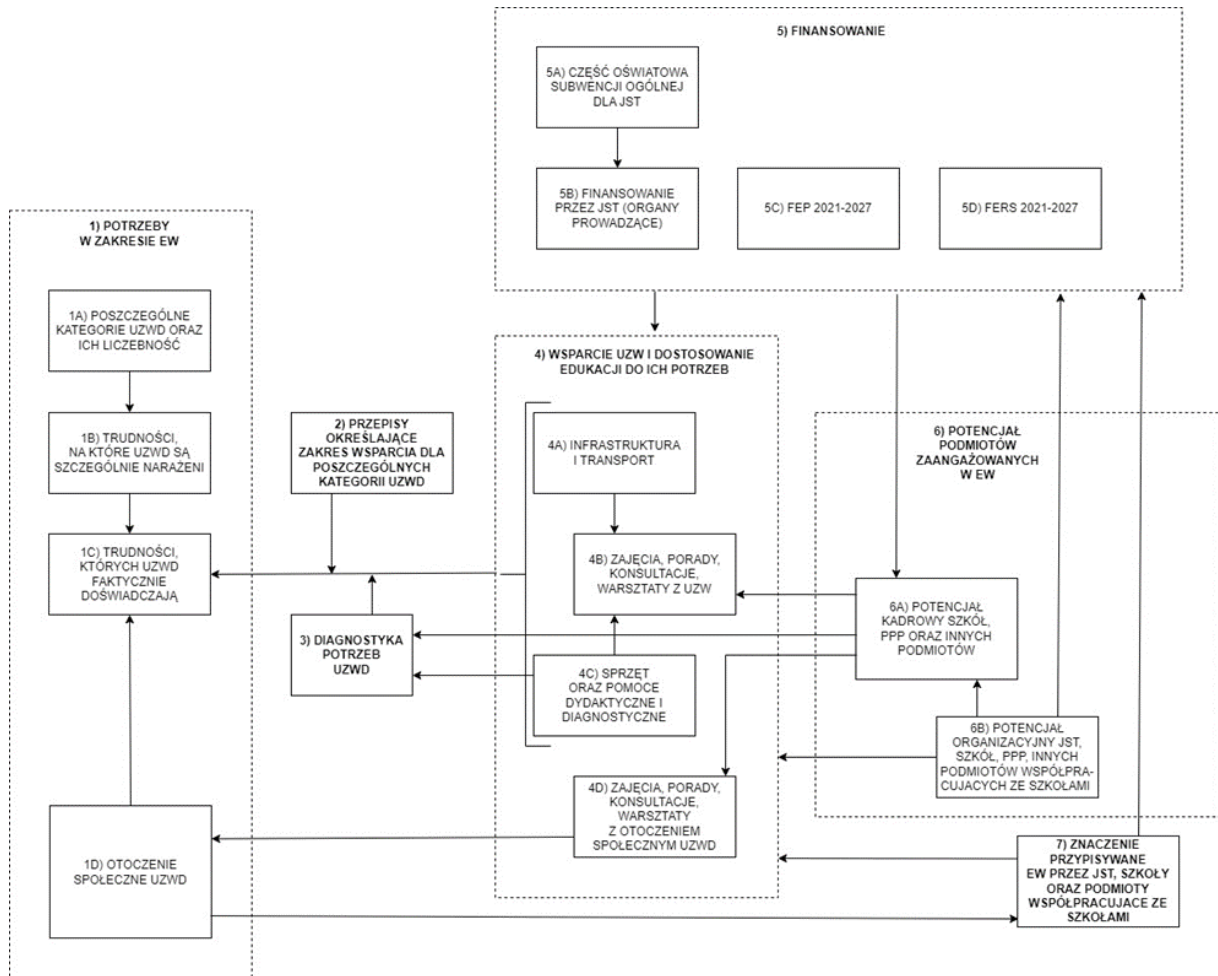 5) FINANSOWANIE
5A) CZĘŚĆ OŚWIATOWA
SUBWENCJI OGÓLNEJ
DLA JST
5B) FINANSOWANIE
PRZEZ JST (ORGANY
PROWADZĄCE)
5C) FEP 2021-2027
5D) FERS 2021-2027
1) POTRZEBY
W ZAKRESIE EW
1A) POSZCZEGÓLNE
KATEGORIE UZWD ORAZ
ICH LICZEBNOŚĆ
1B) TRUDNOŚCI,
NA KTÓRE UZWD SĄ
SZCZEGÓLNIE NARAŻENI
1C) TRUDNOŚCI,
KTÓRYCH UZWD
FAKTYCZNIE
DOŚWIADCZAJĄ
1D) OTOCZENIE
SPOŁECZNE UZWD
2) PRZEPISY
OKREŚLAJĄCE
ZAKRES WSPARCIA DLA
POSZCZEGÓLNYCH
KATEGORII UZWD
3) DIAGNOSTYKA
POTRZEB
UZWD
4) WSPARCIE UZW I DOSTOSOWANIE
EDUKACJI DO ICH POTRZEB
4A) INFRASTRUKTURA
I TRANSPORT
4B) ZAJĘCIA, PORADY,
KONSULTACJE,
WARSZTATY Z UZW
4C) SPRZĘT
ORAZ POMOCE
DYDAKTYCZNE I
DIAGNOSTYCZNE
4D) ZAJĘCIA, PORADY,
KONSULTACJE,
WARSZTATY
Z OTOCZENIEM
SPOŁECZNYM UZWD
6) POTENCJAŁ
PODMIOTÓW
ZAANGAŻOWANYCH
W EW
6A) POTENCJAŁ
KADROWY SZKÓŁ,
PPP ORAZ INNYCH
PODMIOTÓW
6B) POTENCJAŁ
ORGANIZACYJNY JST,
SZKÓŁ, PPP, INNYCH
PODMIOTÓW WSPÓŁPRA-
CUJACYCH ZE SZKOŁAMI
7) ZNACZENIE
PRZYPISYWANE
EW PRZEZ JST, SZKOŁY
ORAZ PODMIOTY
WSPÓŁPRACUJACE ZE
SZKOŁAMI